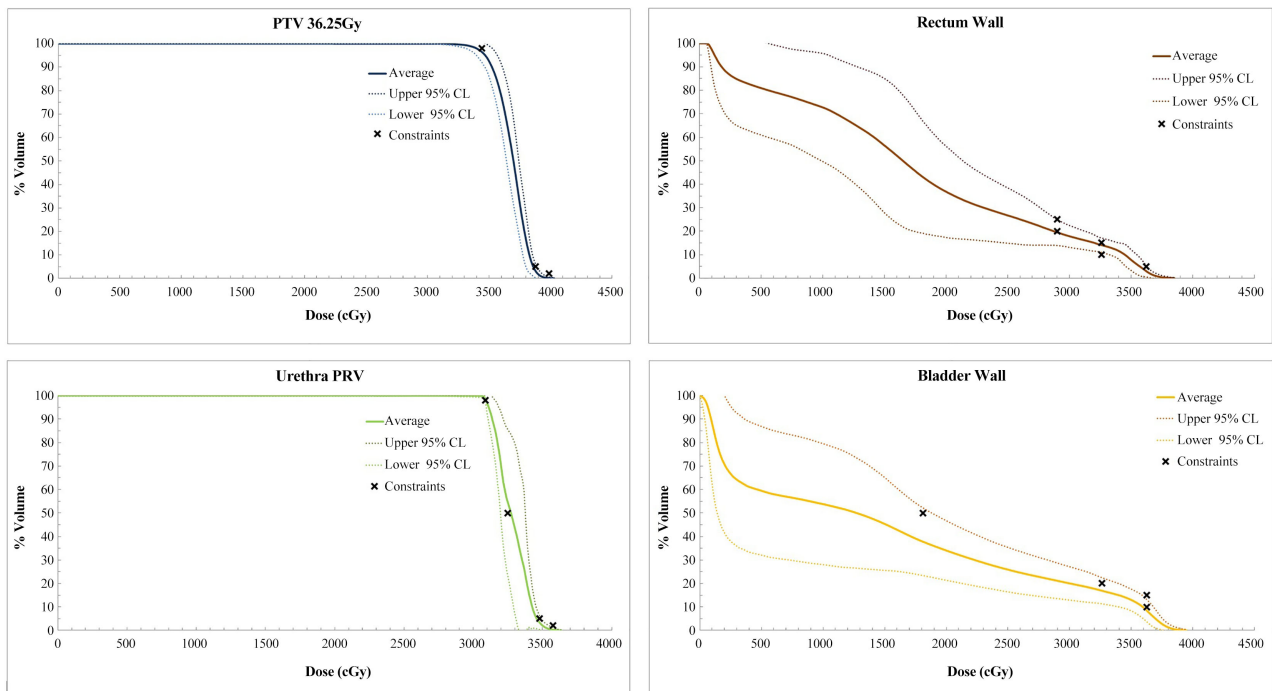 PTV 36.25Gy
100
90
80
70
60
50
40
30
20
10
0
% Volume
Average
Upper 95% CL
Lower 95% CL
Constraints
0 500 1000 1500 2000 2500 3000 3500 4000 4500
Dose (cGy)
Rectum Wall
100
90
80
70
60
50
40
30
20
10
0
% Volume
Average
Upper 95% CL
Lower 95% CL
Constraints
0 500 1000 1500 2000 2500 3000 3500 4000 4500
Dose (cGy)
Urethra PRV
100
90
80
70
60
50
40
30
20
10
0
% Volume
Average
Upper 95% CL
Lower 95% CL
Constraints
0 500 1000 1500 2000 2500 3000 3500 4000 4500
Dose (cGy)
Bladder Wall
100
90
80
70
60
50
40
30
20
10
0
% Volume
Average
Upper 95% CL
Lower 95% CL
Constraints
0 500 1000 1500 2000 2500 3000 3500 4000 4500
Dose (cGy)